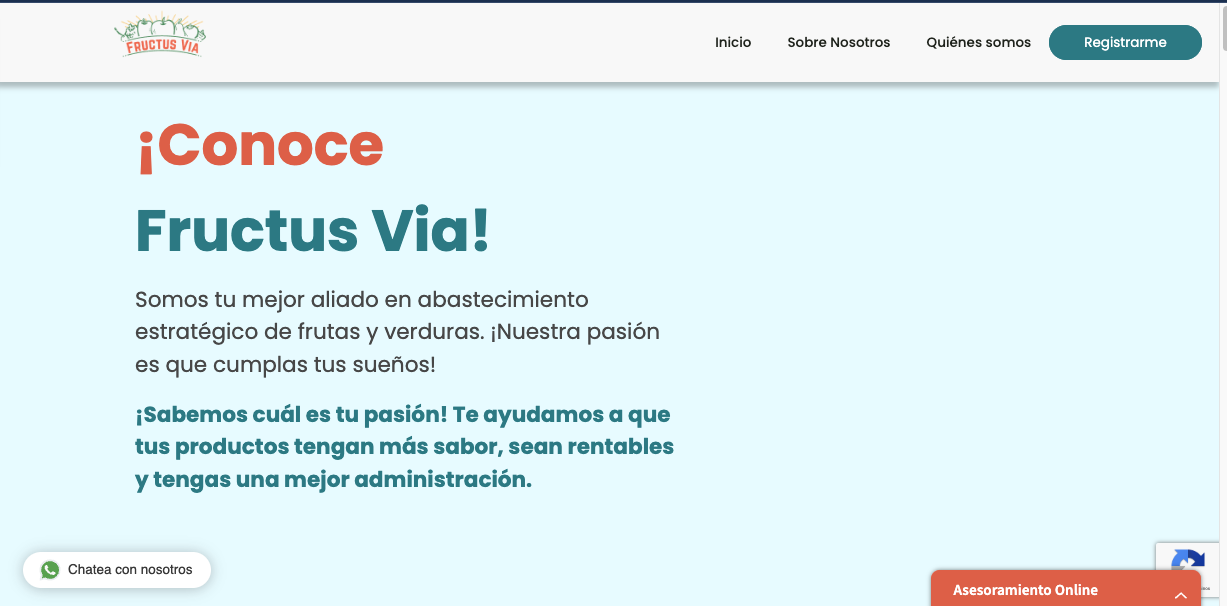 FRUCTUS VIA
Inicio
Sobre Nosotros
Quiénes somos
Registrarme
¡Conoce
Fructus Via!
Somos tu mejor aliado en abastecimiento
estratégico de frutas y verduras. ¡Nuestra pasión
es que cumplas tus sueños!
¡Sabemos cuál es tu pasión! Te ayudamos a que
tus productos tengan más sabor, sean rentables
y tengas una mejor administración.
Chatea con nosotros
Asesoramiento Online